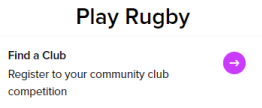 Play Rugby
Find a Club
Register to your community club
competition